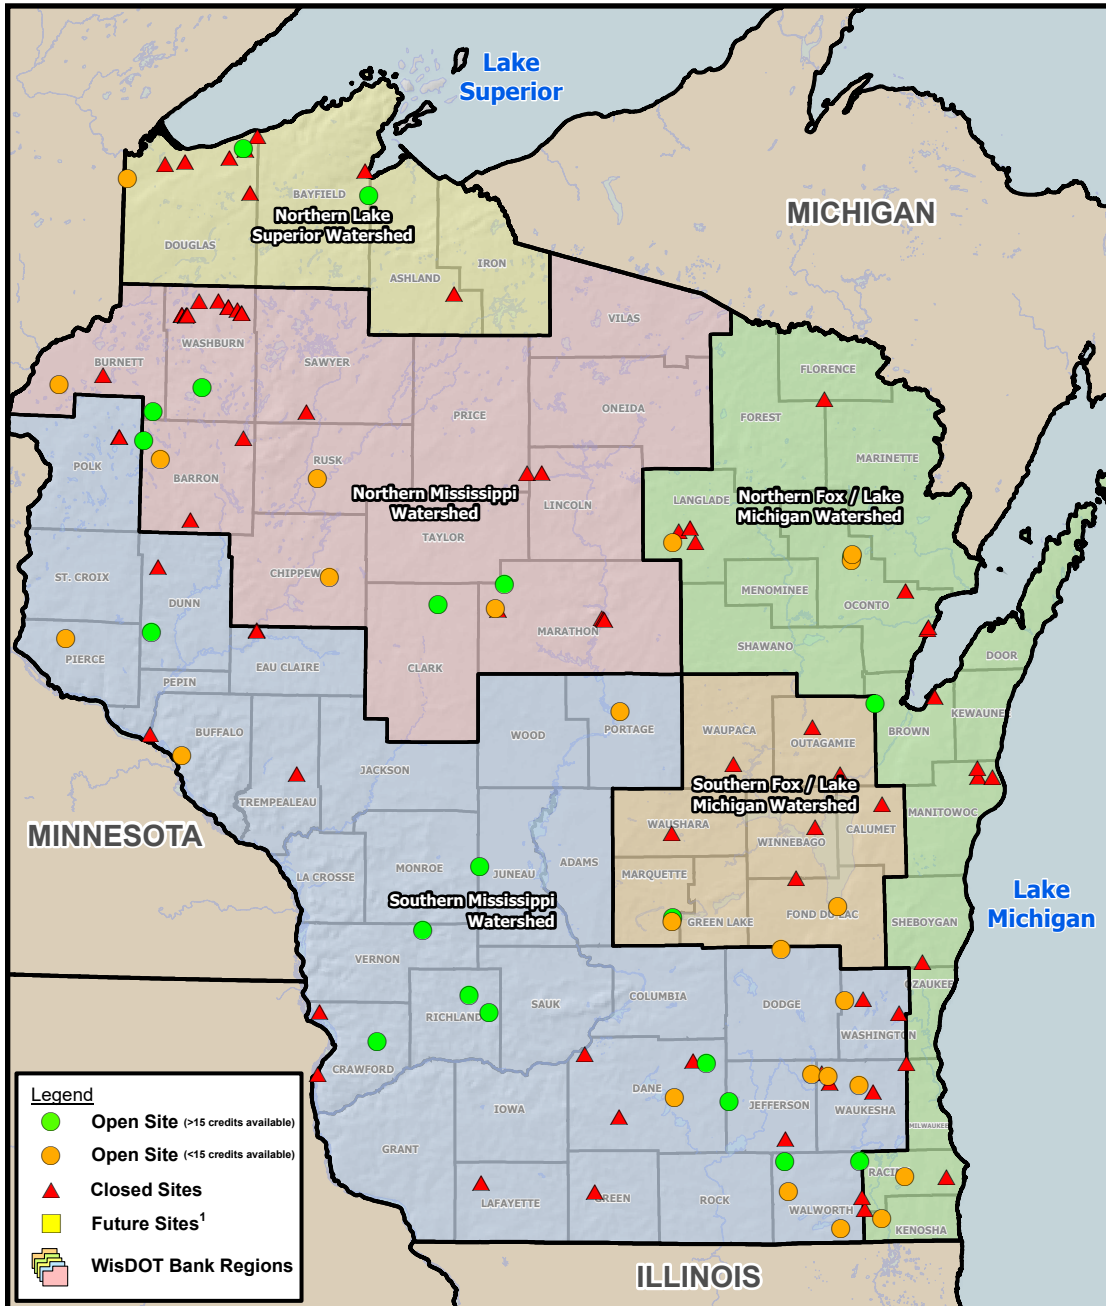 Lake
Superior
MICHIGAN
BAYFIELD
Northern Lake
Superior Watershed
DOUGLAS
IRON
ASHLAND
VILAS
WASHBURN
BURNETT
SAWYER
FLORENCE
ONEIDA
PRICE
FOREST
MARINETTE
POLK
RUSK
BARRON
Northern Mississippi
Watershed
LANGLADE
Northern Fox / Lake
Michigan Watershed
LINCOLN
TAYLOR
ST. CROIX
CHIPPEW
DUNN
MENOMINEE
OCONTO
MARATHON
SHAWANO
DOOR
PIERCE
EAU CLAIRE
CLARK
PEPIN
KEWAUNE
BUFFALO
WOOD
PORTAGE
WAUPACA
OUTAGAMIE
BROWN
JACKSON
TREMPEALEAU
Southern Fox / Lake
Michigan Watershed
MANITOWOC
MINNESOTA
WAUSHARA
WINNEBAGO
CALUMET
ADAMS
MONROE
JUNEAU
LA CROSSE
MARQUETTE
Lake
Michigan
Southern Mississippi
Watershed
GREEN LAKE
FOND DU LAC
SHEBOYGAN
VERNON
COLUMBIA
OZAUKEE
SAUK
DODGE
RICHLAND
WASHINGTON
CRAWFORD
DANE
JEFFERSON
WAUKESHA
IOWA
MILWAUKEE
GRANT
RACIN
LAFAYETTE
GREEN
ROCK
WALWORTH
KENOSHA
ILLINOIS
Legend
Open Site (>15 credits available)
Open Site (<15 credits available)
Closed Sites
Future Sites¹
WisDOT Bank Regions